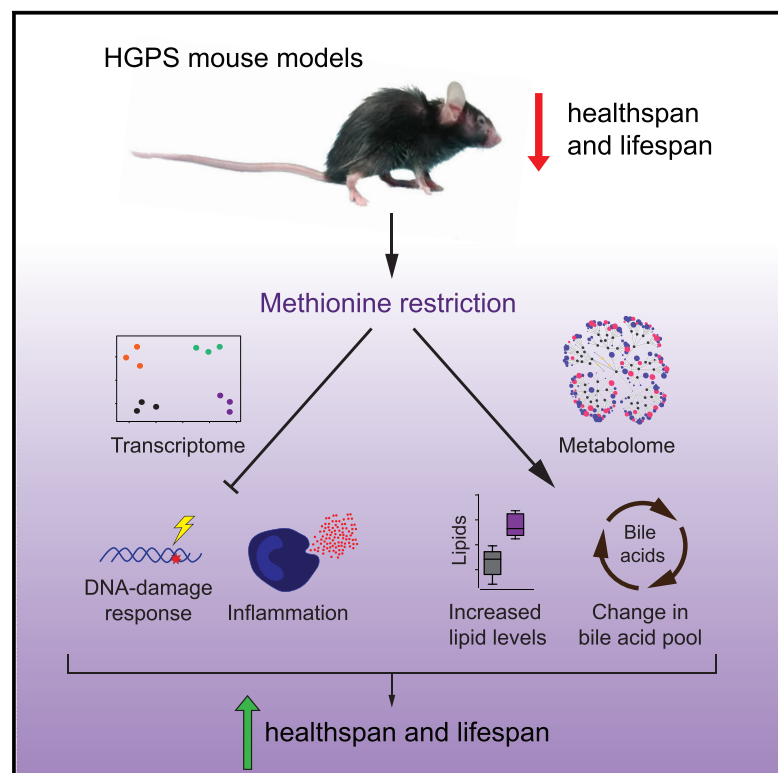 HGPS mouse models
healthspan
and lifespan
Methionine restriction
Transcriptome
Metabolome
DNA-damage
response
Inflammation
Lipids
Increased
lipid levels
Bile
acids
Change in
bile acid pool
healthspan and lifespan